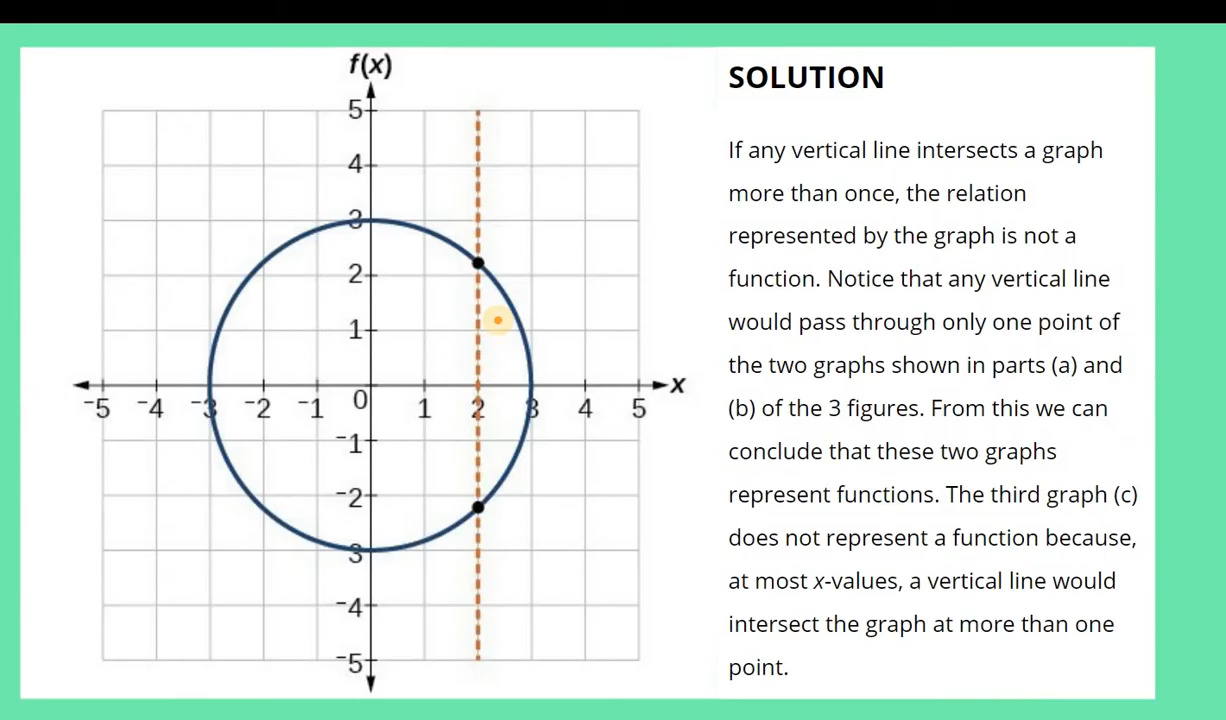 f(x)
5
4
3
2
1
-5 -4 -3 -2 -1 0 1 2 3 4 5 x
-1
-2
-3
-4
-5
SOLUTION
If any vertical line intersects a graph
more than once, the relation
represented by the graph is not a
function. Notice that any vertical line
would pass through only one point of
the two graphs shown in parts (a) and
(b) of the 3 figures. From this we can
conclude that these two graphs
represent functions. The third graph (c)
does not represent a function because,
at most x-values, a vertical line would
intersect the graph at more than one
point.